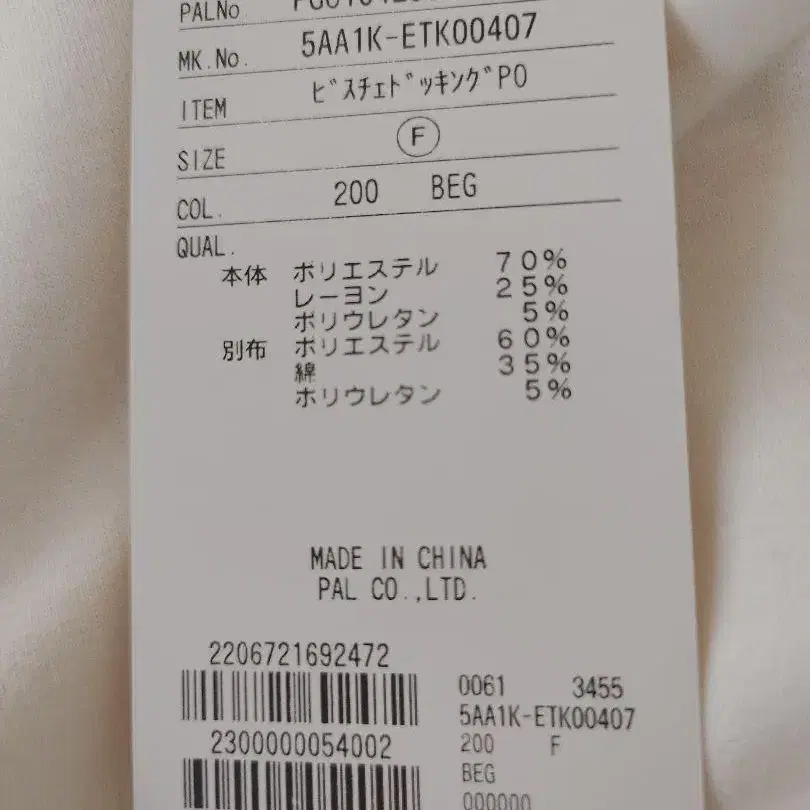 PALNo
MK.No. 5AA1K-ETK00407
ITEM ﾋﾞｽﾁｪﾄﾞｯｷﾝｸﾞPO
SIZE F
COL. 200 BEG
QUAL.
本体 ポリエステル 70%
レーヨン 25%
ポリウレタン 5%
別布 ポリエステル 60%
綿 35%
ポリウレタン 5%
MADE IN CHINA
PAL CO.,LTD.
2206721692472
0061 3455
5AA1K-ETK00407
2300000054002
200 F
BEG
000000